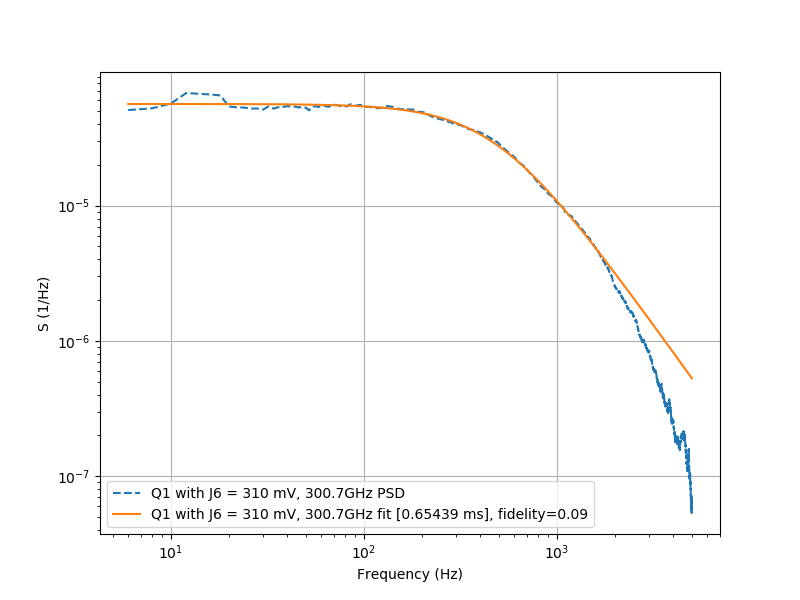 10⁻⁵
10⁻⁶
10⁻⁷
S (1/Hz)
Q1 with J6 = 310 mV, 300.7GHz PSD
Q1 with J6 = 310 mV, 300.7GHz fit [0.65439 ms], fidelity=0.09
10¹ 10² 10³
Frequency (Hz)